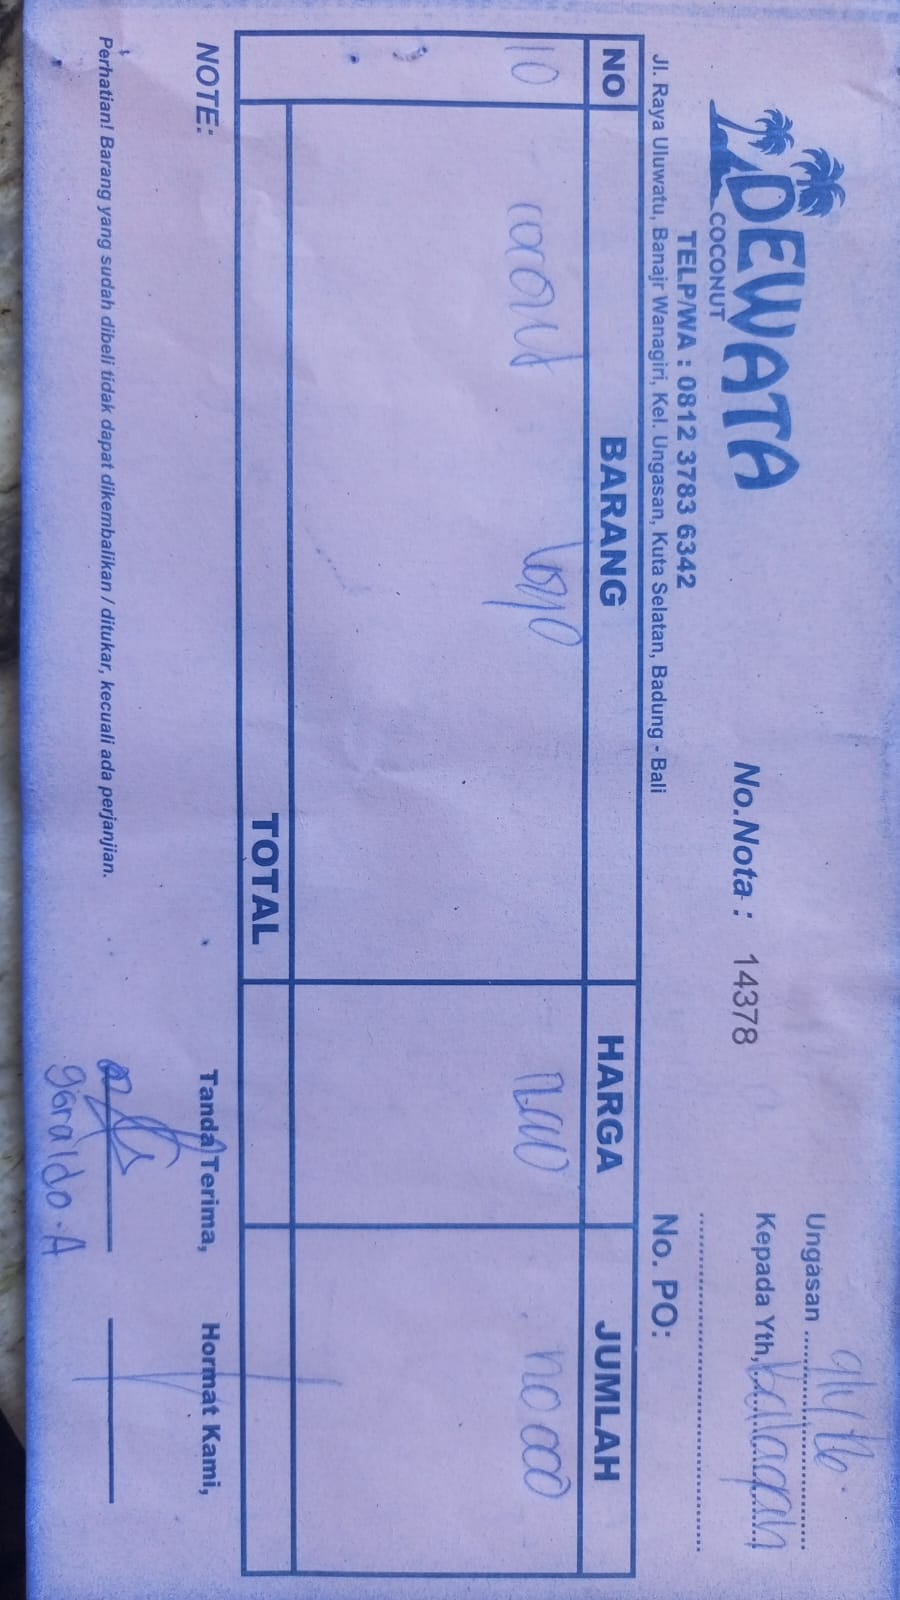 DEWATA
COCONUT
TELP/WA : 0812 3783 6342
Jl. Raya Uluwatu, Banajr Wanagiri, Kel. Ungasan, Kuta Selatan, Badung - Bali
No.Nota : 14378
Ungasan
Kepada Yth,
No. PO:
NO BARANG HARGA JUMLAH
10 coconut
TOTAL
NOTE:
Tanda Terima, Hormat Kami,
Perhatian! Barang yang sudah dibeli tidak dapat dikembalikan / ditukar, kecuali ada perjanjian.
geraldo.A